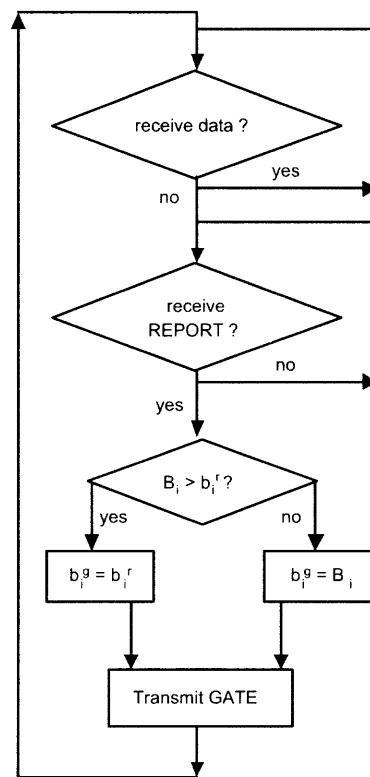 receive data ?
yes
no
receive
REPORT ?
no
yes
B_i > b_i^r ?
yes
no
b_i^g = b_i^r
b_i^g = B_i
Transmit GATE